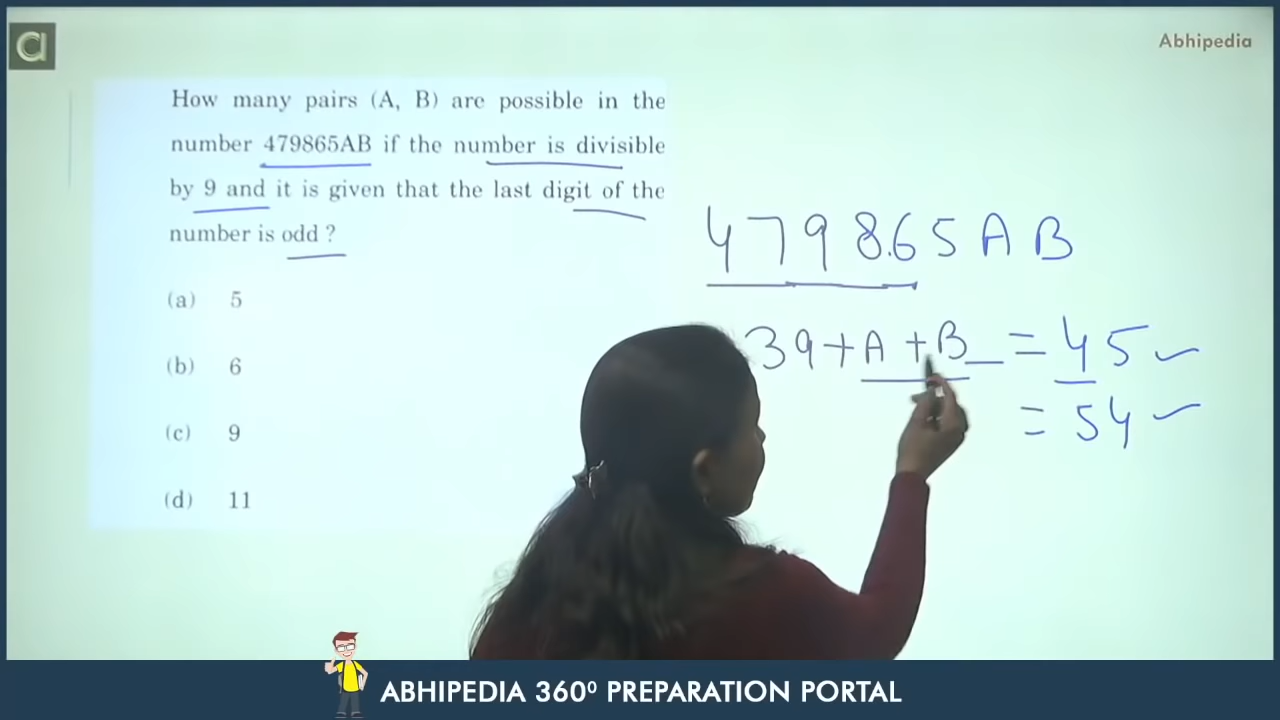 Abhipedia
How many pairs (A, B) are possible in the
number 479865AB if the number is divisible
by 9 and it is given that the last digit of the
number is odd ?
(a) 5
(b) 6
(c) 9
(d) 11
479865AB
39+A+B = 45
= 54
ABHIPEDIA 360⁰ PREPARATION PORTAL